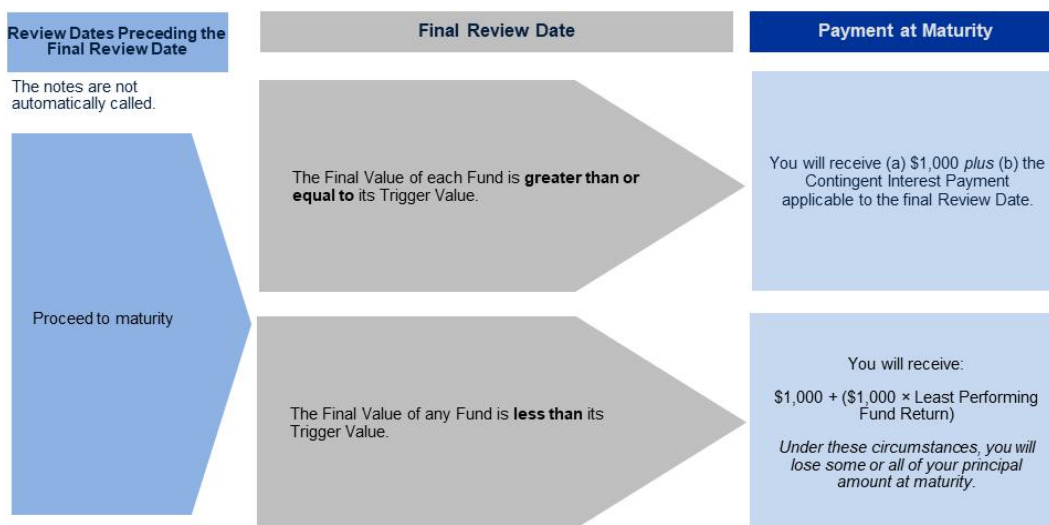 Review Dates Preceding the
Final Review Date
Final Review Date
Payment at Maturity
The notes are not
automatically called.
Proceed to maturity
The Final Value of each Fund is greater than or
equal to its Trigger Value.
You will receive (a) $1,000 plus (b) the
Contingent Interest Payment
applicable to the final Review Date.
The Final Value of any Fund is less than its
Trigger Value.
You will receive:
$1,000 + ($1,000 × Least Performing
Fund Return)
Under these circumstances, you will
lose some or all of your principal
amount at maturity.